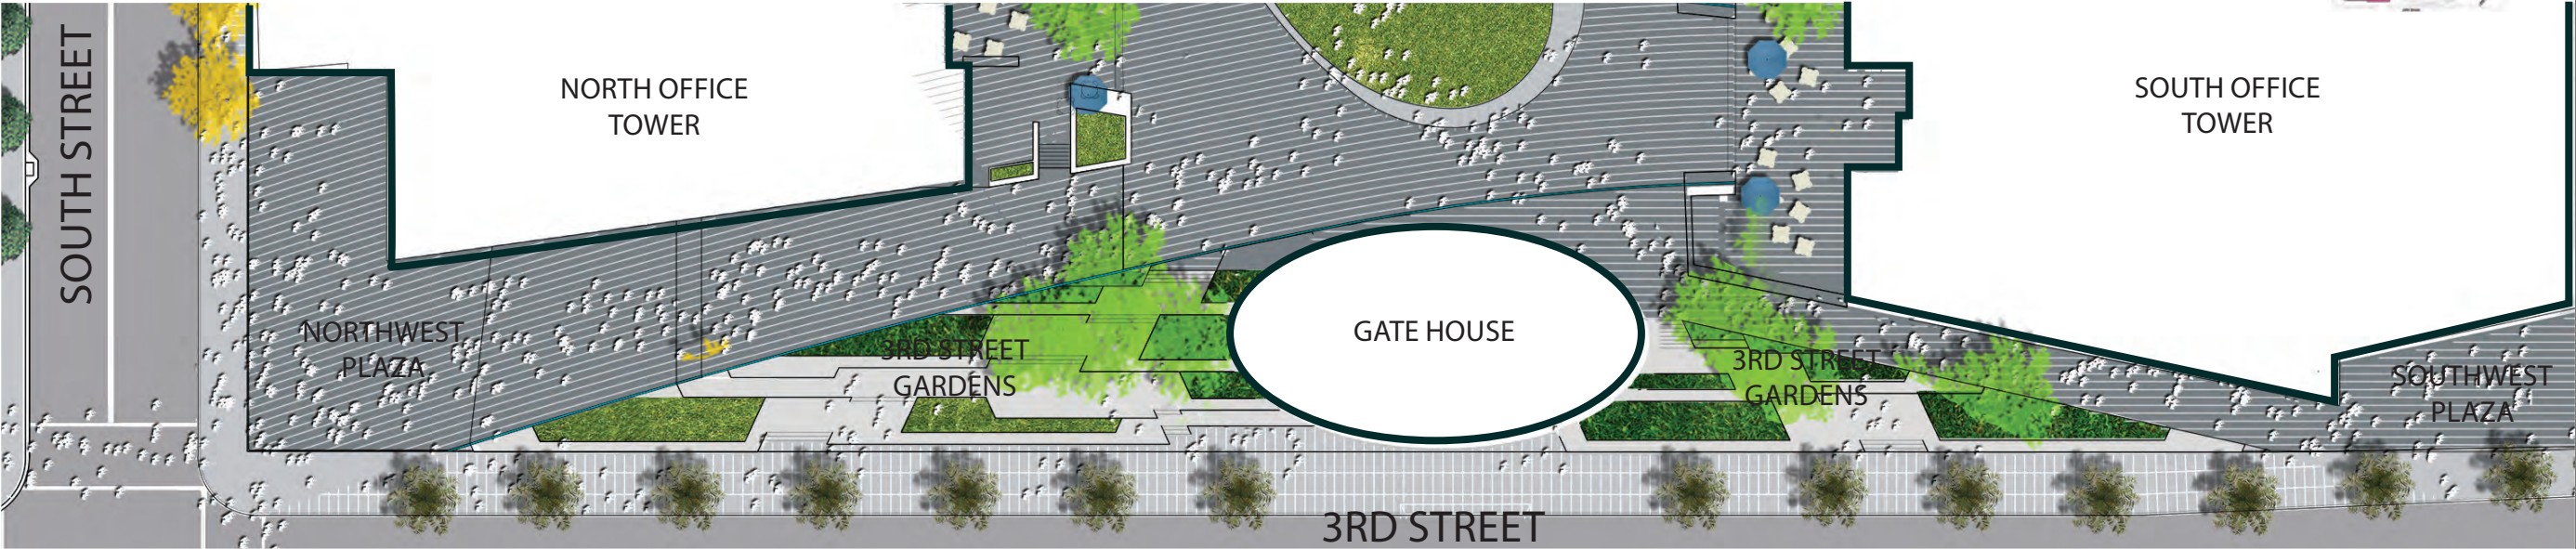 SOUTH STREET
NORTH OFFICE
TOWER
SOUTH OFFICE
TOWER
NORTHWEST
PLAZA
3RD STREET
GARDENS
GATE HOUSE
3RD STREET
GARDENS
SOUTHWEST
PLAZA
3RD STREET